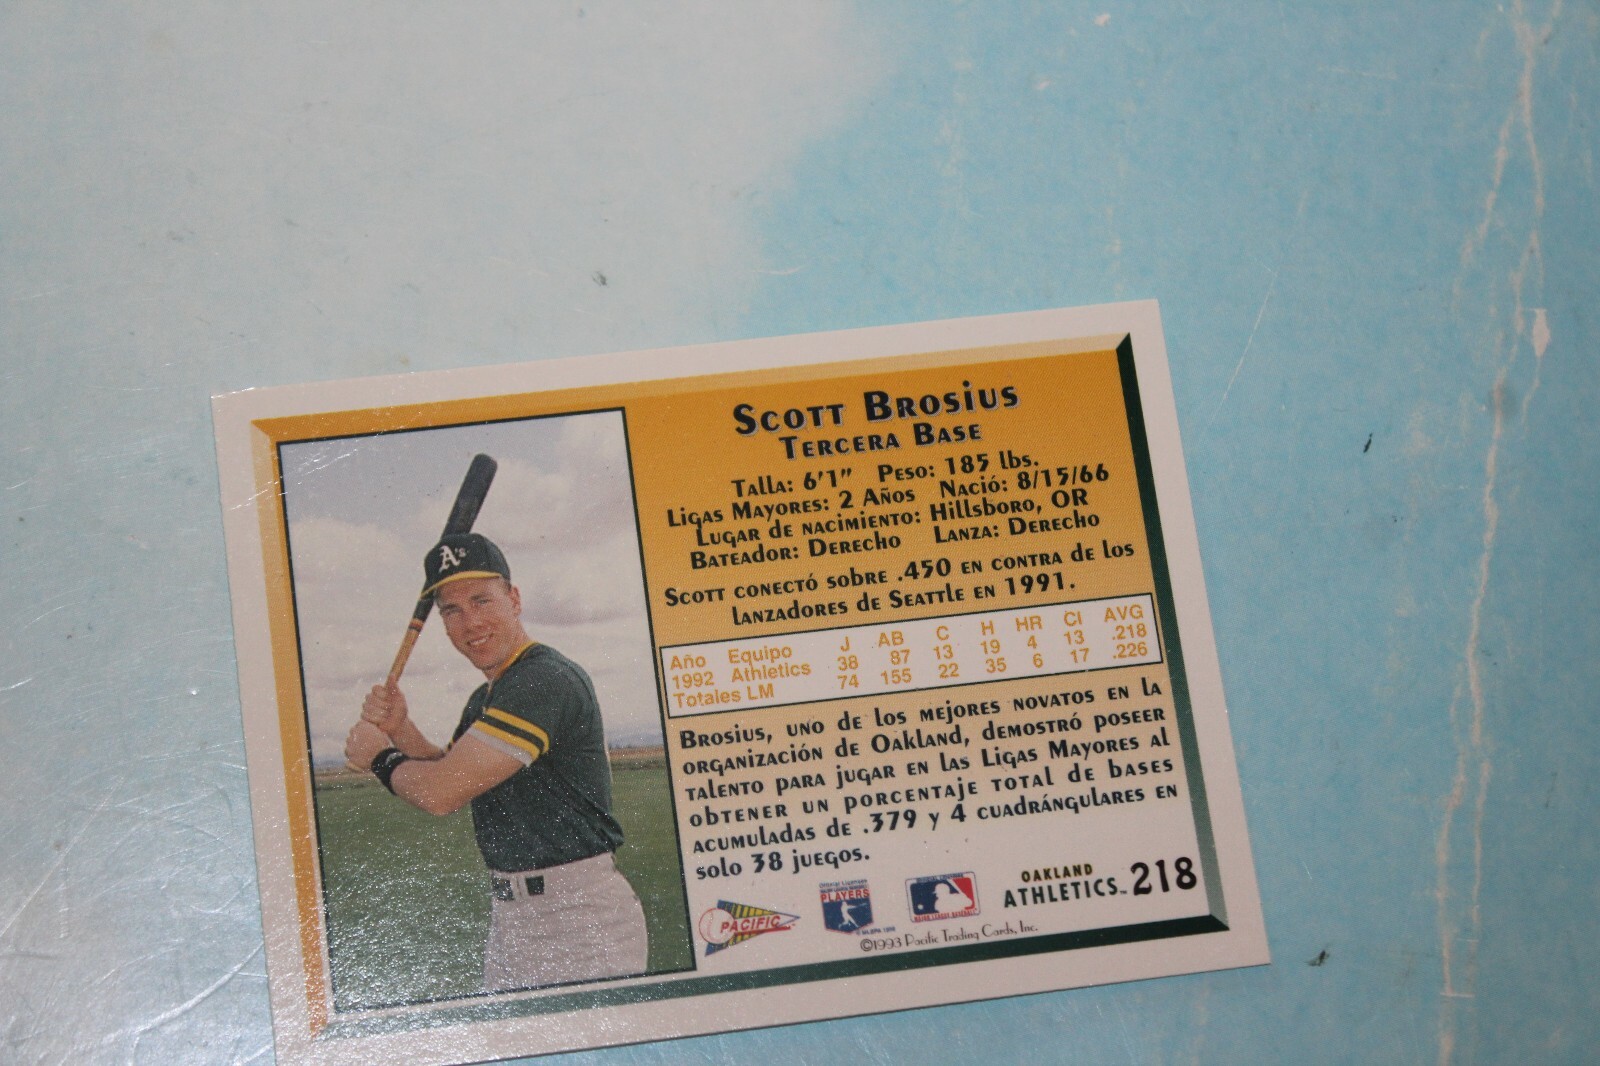 Scott Brosius
Tercera Base
Talla: 6'1" Peso: 185 lbs.
Ligas Mayores: 2 Años Nació: 8/15/66
Lugar de nacimiento: Hillsboro, OR
Bateador: Derecho Lanza: Derecho
Scott conectó sobre .450 en contra de los
lanzadores de Seattle en 1991.
Año Equipo J AB C H HR CI AVG
1992 Athletics 38 87 13 19 4 13 .218
Totales LM 74 155 22 35 6 17 .226
Brosius, uno de los mejores novatos en la
organización de Oakland, demostró poseer
talento para jugar en las Ligas Mayores al
obtener un porcentaje total de bases
acumuladas de .379 y 4 cuadrángulares en
solo 38 juegos.
A's
PACIFIC
PLAYERS
OAKLAND
ATHETICS™ 218
©1993 Pacific Trading Cards, Inc.